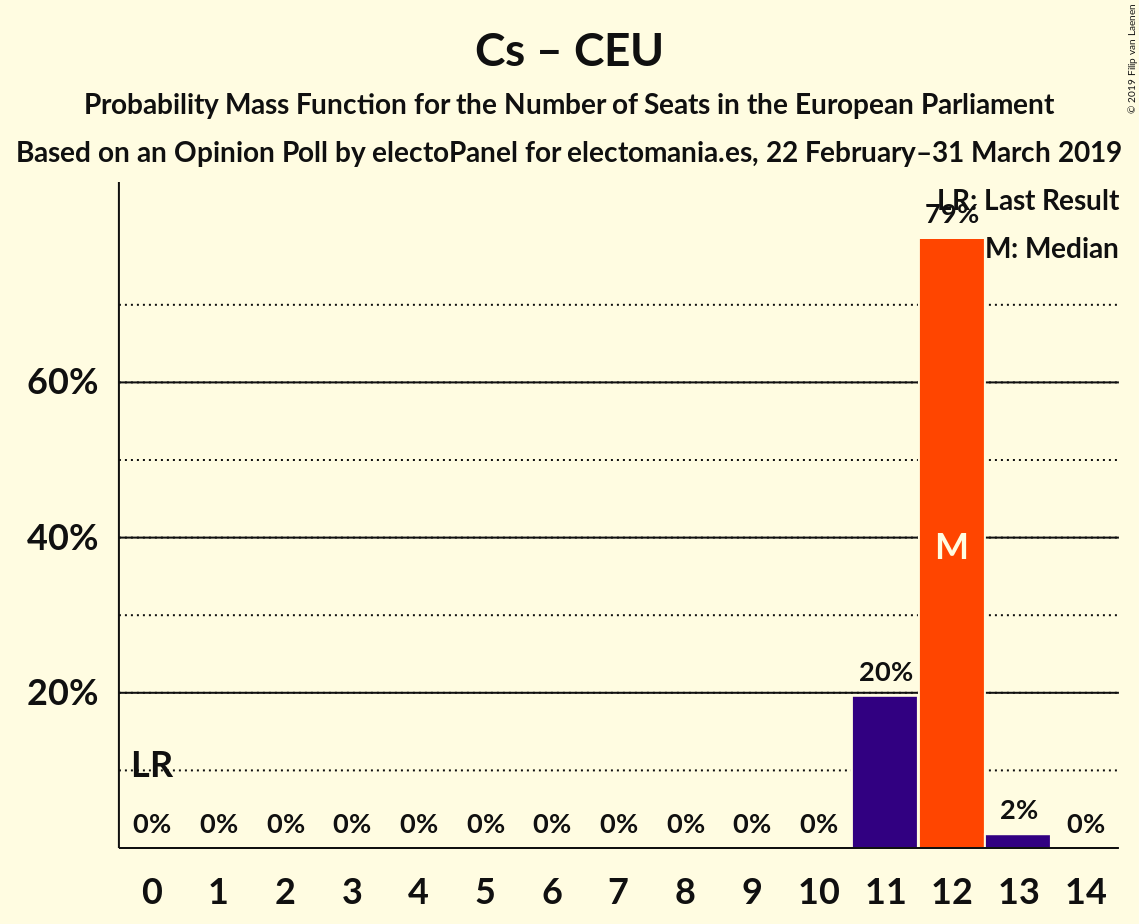 Cs – CEU
Probability Mass Function for the Number of Seats in the European Parliament
Based on an Opinion Poll by electoPanel for electomania.es, 22 February–31 March 2019
© 2019 Filip van Laenen
LR: Last Result
M: Median
79%
60%
40%
M
20%
20%
LR
0% 0% 0% 0% 0% 0% 0% 0% 0% 0% 0% 2% 0%
0 1 2 3 4 5 6 7 8 9 10 11 12 13 14